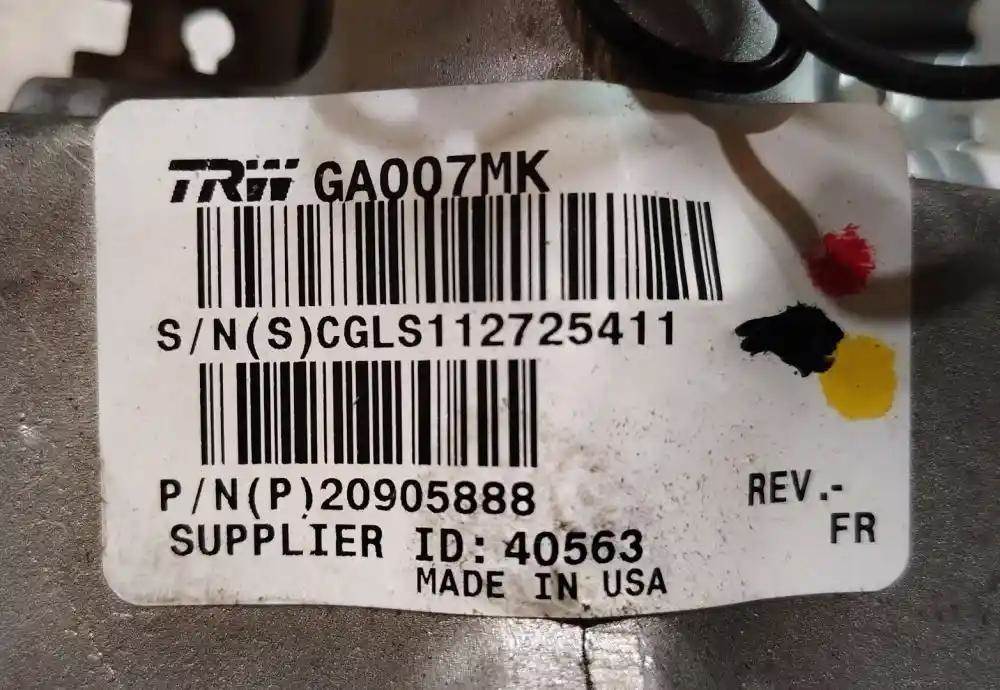 TRW GA007MK
S/N(S)CGLS112725411
P/N(P)20905888
REV.-
FR
SUPPLIER ID: 40563
MADE IN USA